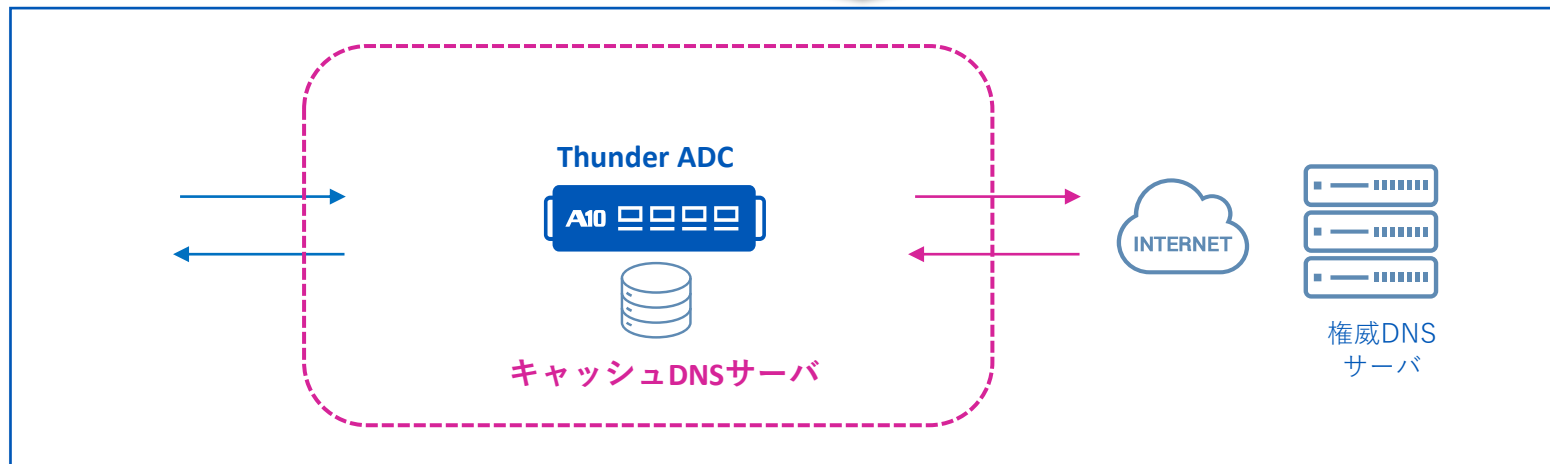 Thunder ADC
A10
INTERNET
キャッシュDNSサーバ
権威DNS
サーバ